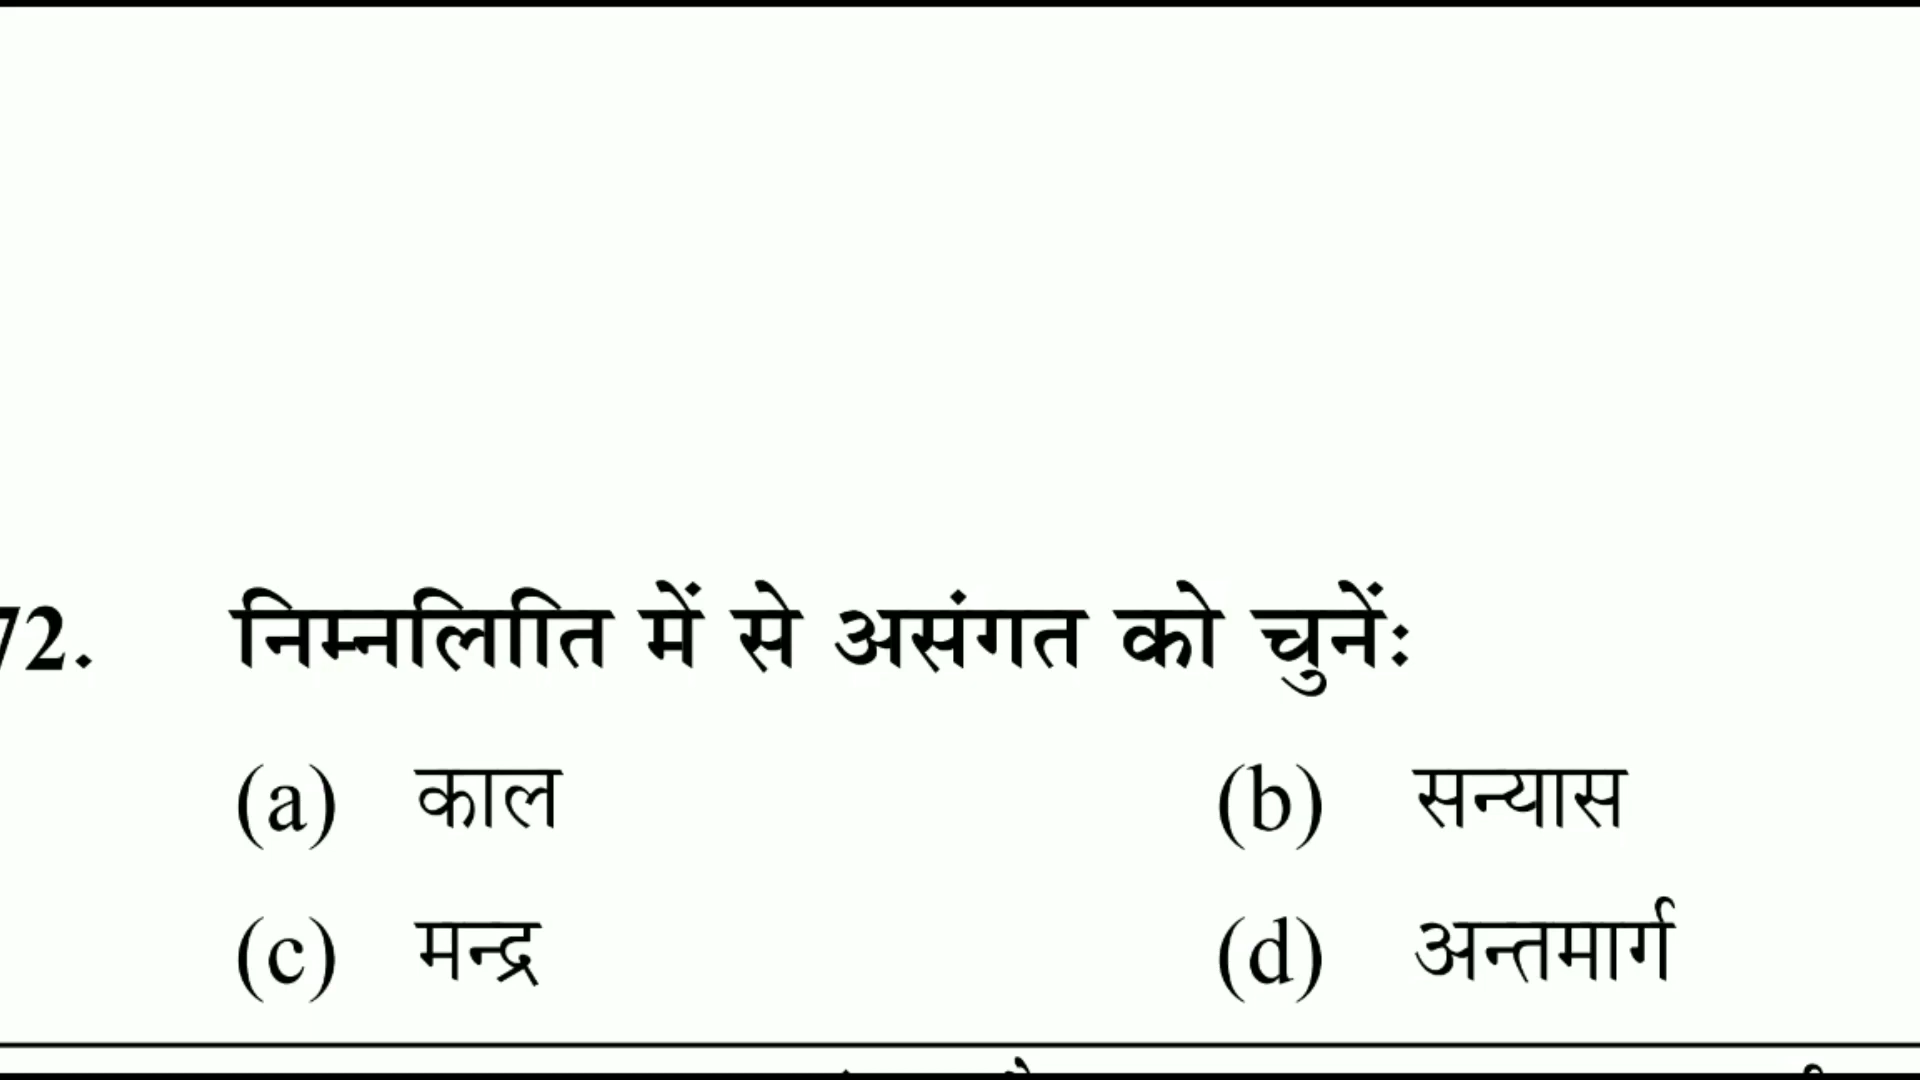 72. निम्नलिाति में से असंगत को चुनेंः
(a) काल (b) सन्यास
(c) मन्द्र (d) अन्तमार्ग